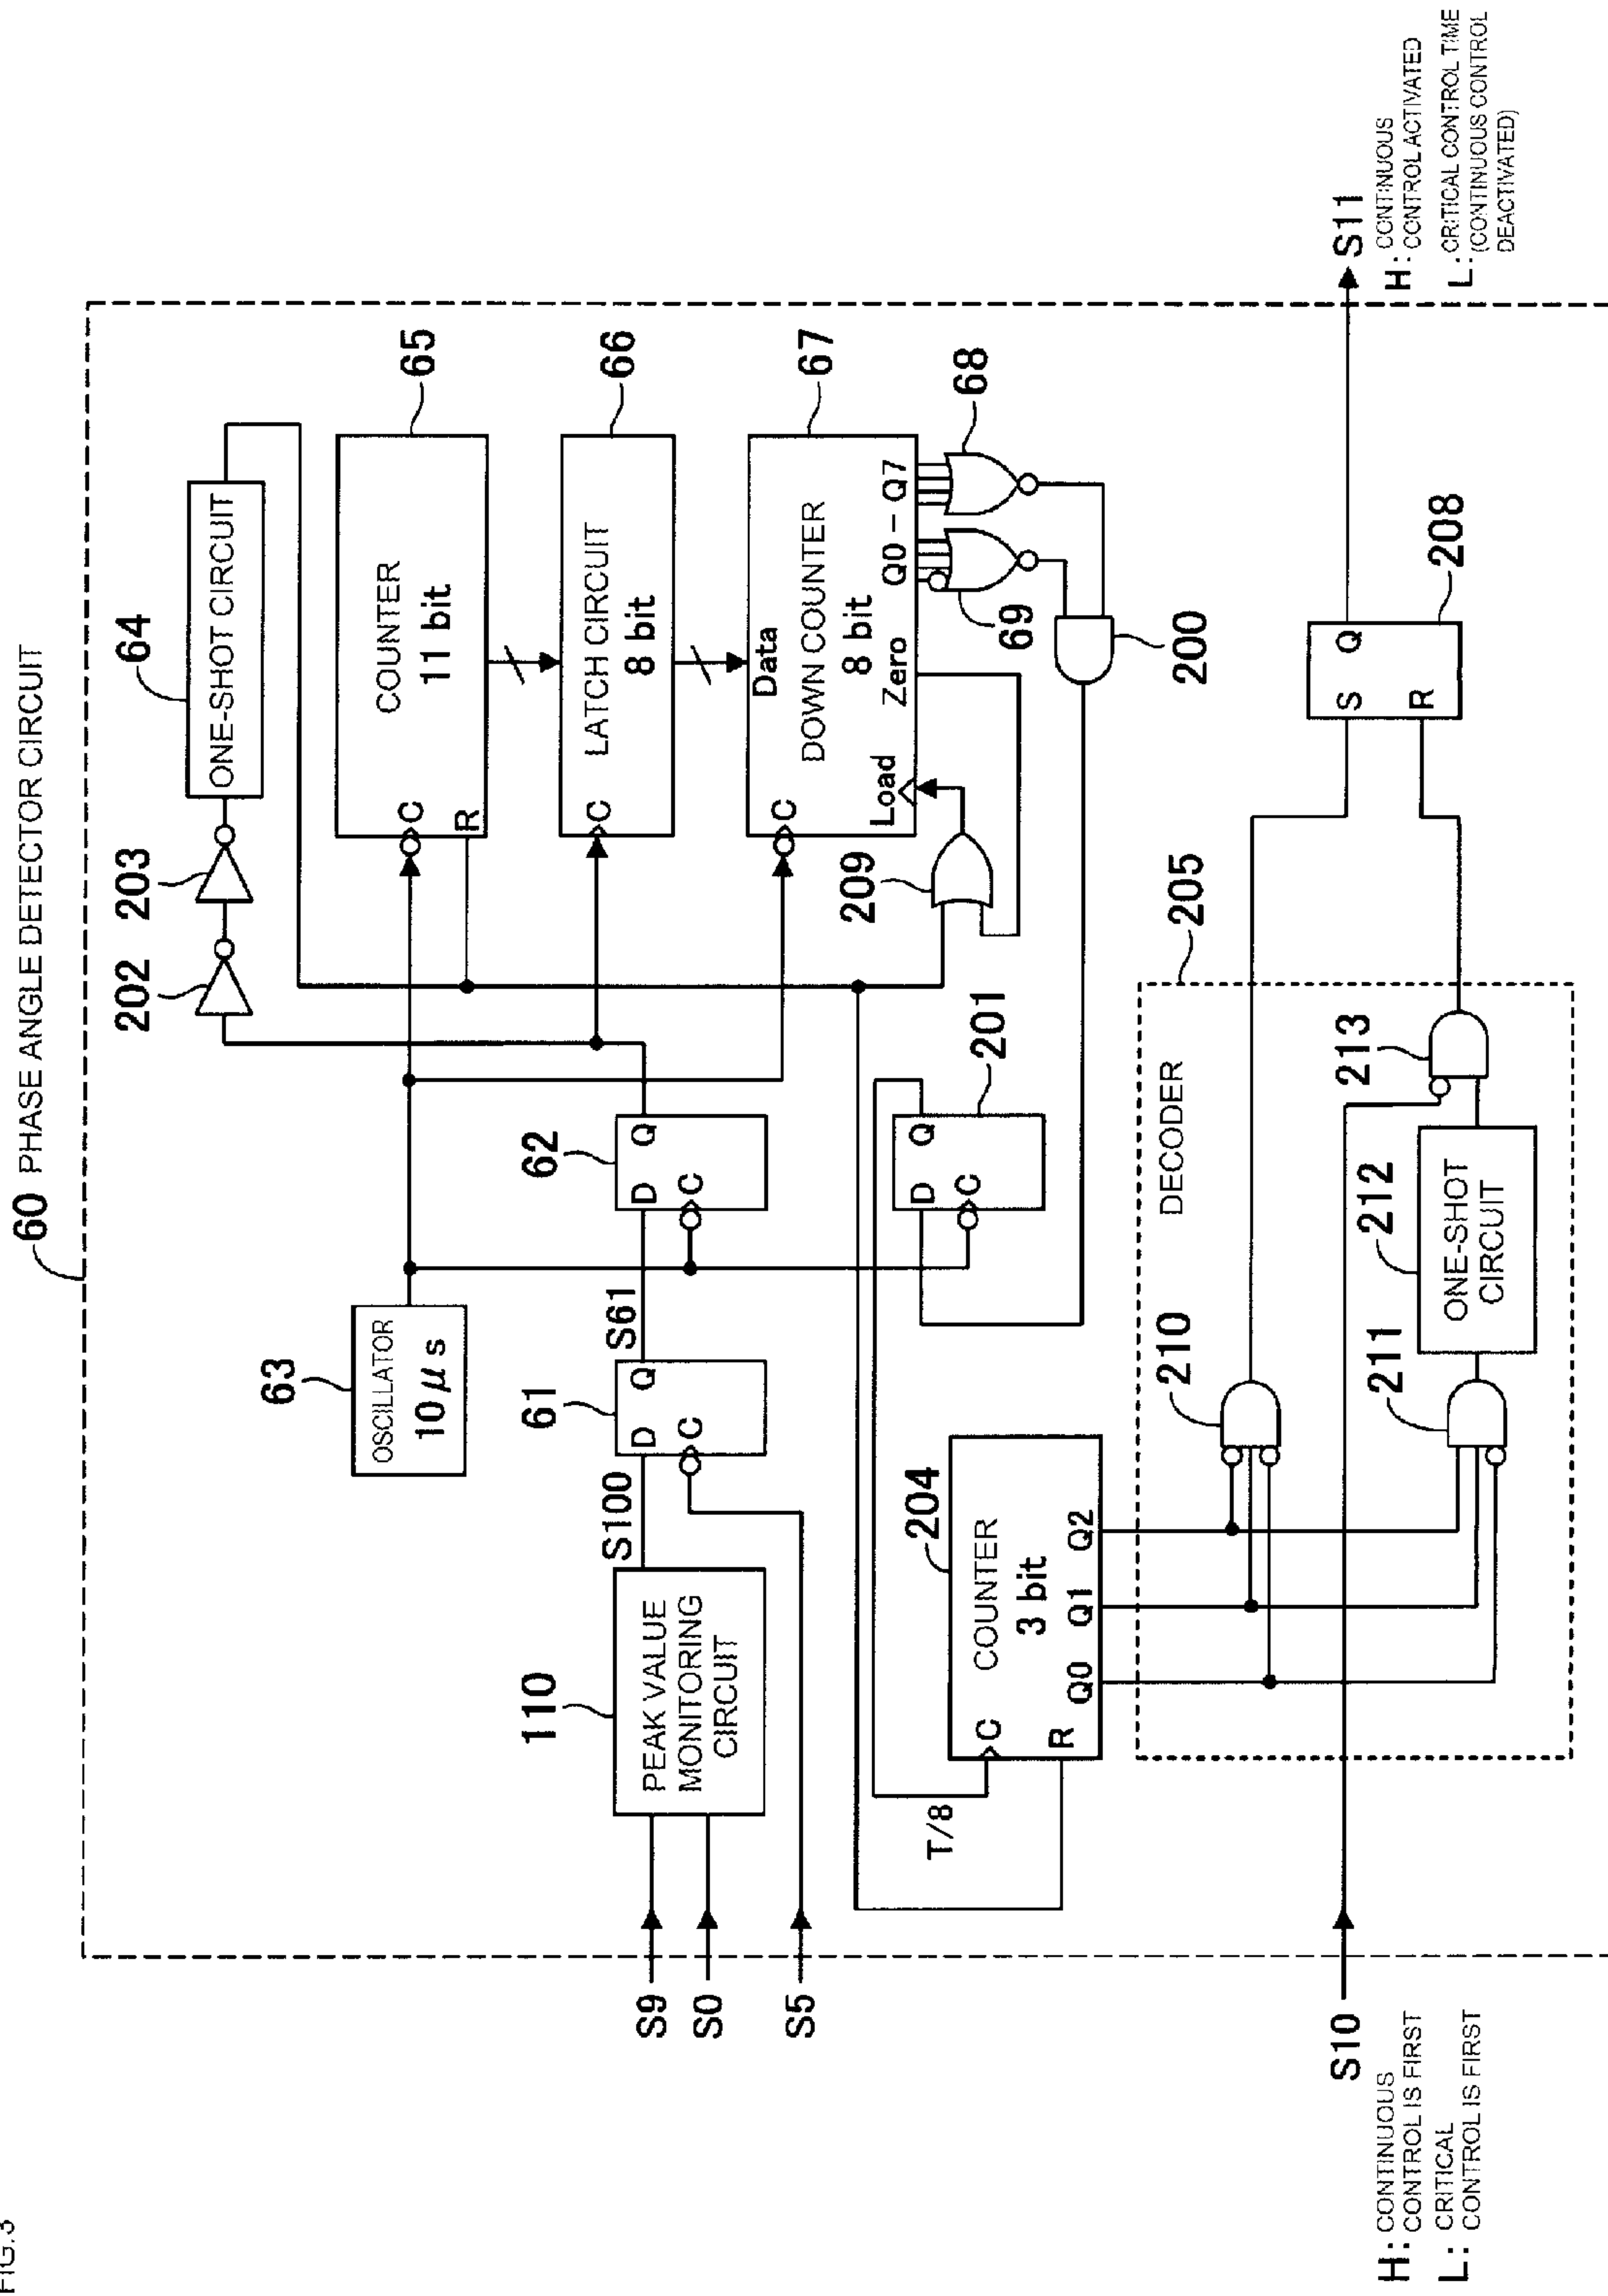 FIG.3
60 PHASE ANGLE DETECTOR CIRCUIT
64
ONE-SHOT CIRCUIT
202
203
63
OSCILLATOR
10 μs
65
COUNTER
11 bit
C
R
66
LATCH CIRCUIT
8 bit
C
67
Data
DOWN COUNTER
8 bit
C
Load
Zero
Q0 – Q7
68
69
200
209
110
PEAK VALUE
MONITORING
CIRCUIT
S9
S0
S5
S100
61
D
Q
C
S61
62
D
Q
C
201
D
Q
C
T/8
204
COUNTER
3 bit
C
R
Q0
Q1
Q2
205
DECODER
210
211
212
ONE-SHOT
CIRCUIT
213
208
S
Q
R
S10
H: CONTINUOUS
CONTROL IS FIRST
L: CRITICAL
CONTROL IS FIRST
S11
H: CONTINUOUS
CONTROL ACTIVATED
L: CRITICAL CONTROL TIME
(CONTINUOUS CONTROL
DEACTIVATED)